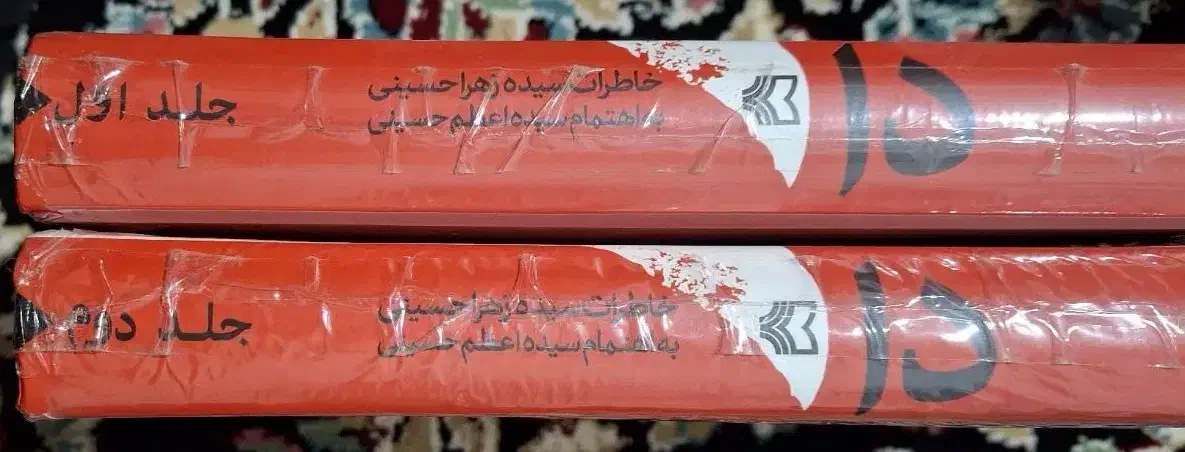 دا
خاطرات سیده زهرا حسینی
به اهتمام سیده اعظم حسینی
جلد اول
دا
خاطرات سیده زهرا حسینی
به اهتمام سیده اعظم حسینی
جلد دوم